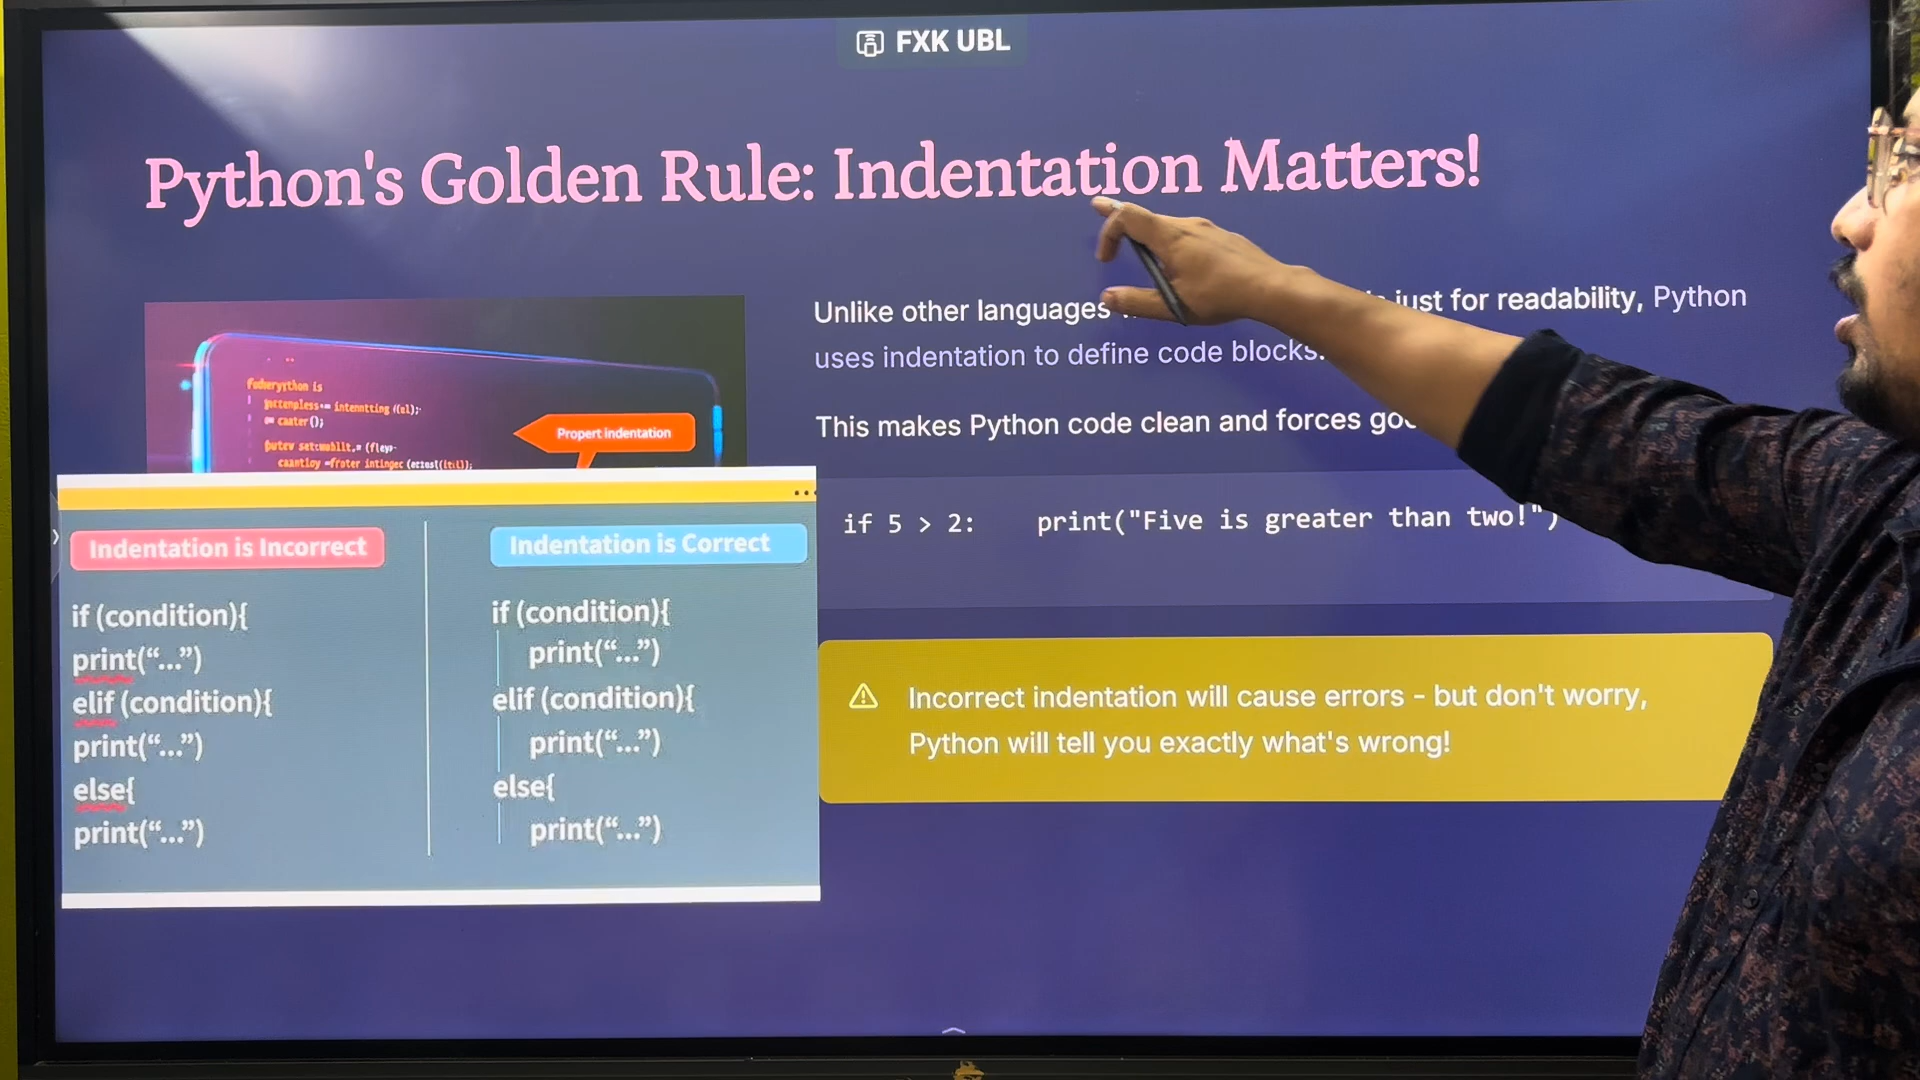 FXK UBL
Python's Golden Rule: Indentation Matters!
Unlike other languages just for readability, Python
uses indentation to define code blocks.
This makes Python code clean and forces
if 5 > 2: print("Five is greater than two!")
Incorrect indentation will cause errors - but don't worry,
Python will tell you exactly what's wrong!
Propert indentation
Indentation is Incorrect
if (condition){
print(“...”)
elif (condition){
print(“...”)
else{
print(“...”)
Indentation is Correct
if (condition){
print(“...”)
elif (condition){
print(“...”)
else{
print(“...”)